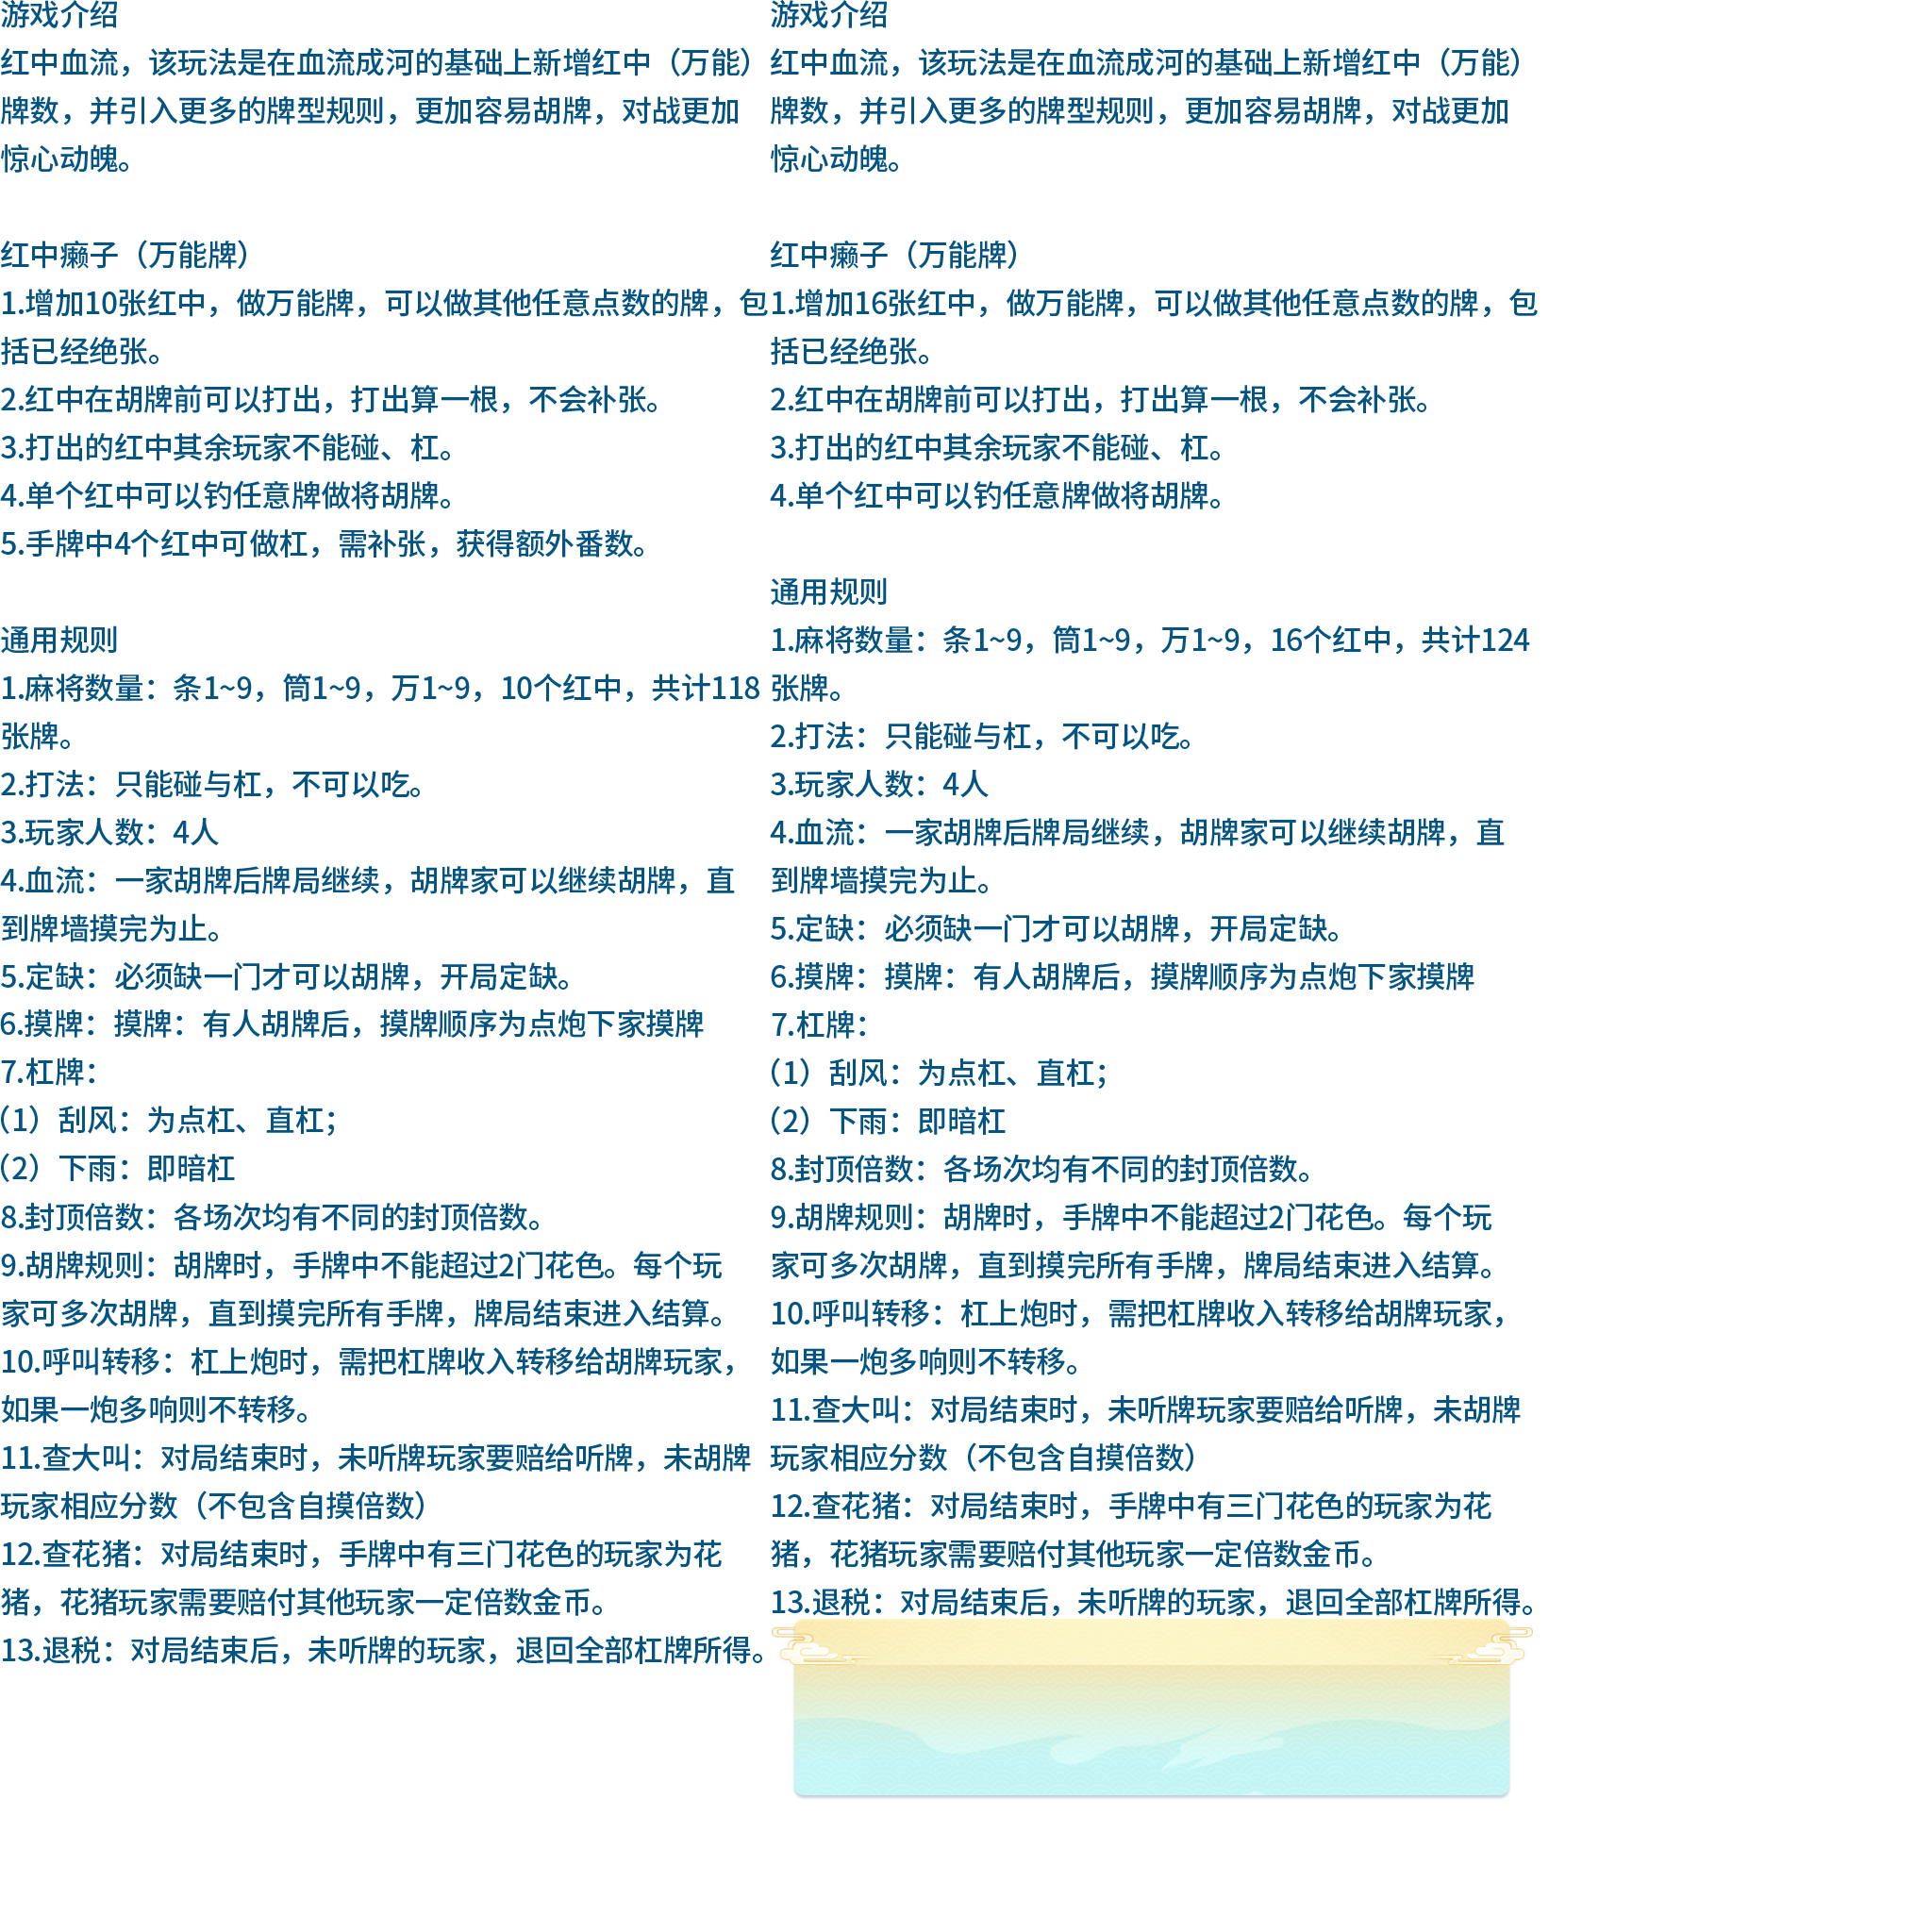 游戏介绍
红中血流，该玩法是在血流成河的基础上新增红中（万能）
牌数，并引入更多的牌型规则，更加容易胡牌，对战更加
惊心动魄。
红中癞子（万能牌）
1.增加10张红中，做万能牌，可以做其他任意点数的牌，包
括已经绝张。
2.红中在胡牌前可以打出，打出算一根，不会补张。
3.打出的红中其余玩家不能碰、杠。
4.单个红中可以钓任意牌做将胡牌。
5.手牌中4个红中可做杠，需补张，获得额外番数。
通用规则
1.麻将数量：条1~9，筒1~9，万1~9，10个红中，共计118
张牌。
2.打法：只能碰与杠，不可以吃。
3.玩家人数：4人
4.血流：一家胡牌后牌局继续，胡牌家可以继续胡牌，直
到牌墙摸完为止。
5.定缺：必须缺一门才可以胡牌，开局定缺。
6.摸牌：摸牌：有人胡牌后，摸牌顺序为点炮下家摸牌
7.杠牌：
（1）刮风：为点杠、直杠；
（2）下雨：即暗杠
8.封顶倍数：各场次均有不同的封顶倍数。
9.胡牌规则：胡牌时，手牌中不能超过2门花色。每个玩
家可多次胡牌，直到摸完所有手牌，牌局结束进入结算。
10.呼叫转移：杠上炮时，需把杠牌收入转移给胡牌玩家，
如果一炮多响则不转移。
11.查大叫：对局结束时，未听牌玩家要赔给听牌，未胡牌
玩家相应分数（不包含自摸倍数）
12.查花猪：对局结束时，手牌中有三门花色的玩家为花
猪，花猪玩家需要赔付其他玩家一定倍数金币。
13.退税：对局结束后，未听牌的玩家，退回全部杠牌所得。
游戏介绍
红中血流，该玩法是在血流成河的基础上新增红中（万能）
牌数，并引入更多的牌型规则，更加容易胡牌，对战更加
惊心动魄。
红中癞子（万能牌）
1.增加16张红中，做万能牌，可以做其他任意点数的牌，包
括已经绝张。
2.红中在胡牌前可以打出，打出算一根，不会补张。
3.打出的红中其余玩家不能碰、杠。
4.单个红中可以钓任意牌做将胡牌。
通用规则
1.麻将数量：条1~9，筒1~9，万1~9，16个红中，共计124
张牌。
2.打法：只能碰与杠，不可以吃。
3.玩家人数：4人
4.血流：一家胡牌后牌局继续，胡牌家可以继续胡牌，直
到牌墙摸完为止。
5.定缺：必须缺一门才可以胡牌，开局定缺。
6.摸牌：摸牌：有人胡牌后，摸牌顺序为点炮下家摸牌
7.杠牌：
（1）刮风：为点杠、直杠；
（2）下雨：即暗杠
8.封顶倍数：各场次均有不同的封顶倍数。
9.胡牌规则：胡牌时，手牌中不能超过2门花色。每个玩
家可多次胡牌，直到摸完所有手牌，牌局结束进入结算。
10.呼叫转移：杠上炮时，需把杠牌收入转移给胡牌玩家，
如果一炮多响则不转移。
11.查大叫：对局结束时，未听牌玩家要赔给听牌，未胡牌
玩家相应分数（不包含自摸倍数）
12.查花猪：对局结束时，手牌中有三门花色的玩家为花
猪，花猪玩家需要赔付其他玩家一定倍数金币。
13.退税：对局结束后，未听牌的玩家，退回全部杠牌所得。